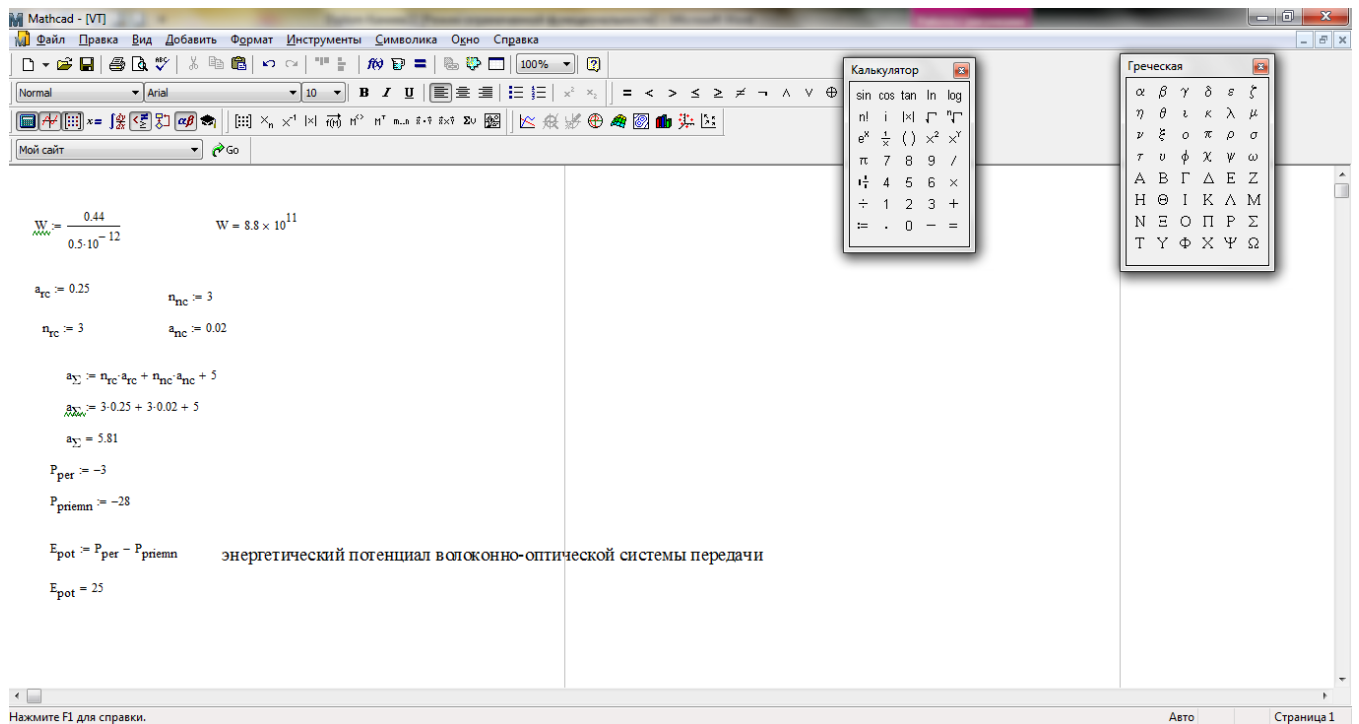 Mathcad - [VT]
Файл Правка Вид Добавить Формат Инструменты Символика Окно Справка
100%
Normal Arial 10 B I U
Мой сайт Go
Калькулятор
sin cos tan ln log
n! i |×| √ ⁿ√
eˣ 1/x ( ) ×² ×ʸ
π 7 8 9 /
4 5 6 ×
÷ 1 2 3 +
:= . 0 − =
Греческая
α β γ δ ε ζ
η θ ι κ λ μ
ν ξ ο π ρ σ
τ υ ϕ χ ψ ω
Α Β Γ Δ Ε Ζ
Η Θ Ι Κ Λ Μ
Ν Ξ Ο Π Ρ Σ
Τ Υ Φ Χ Ψ Ω
W := 0.44 / 0.5·10^−12 W = 8.8 × 10^11
a_rc := 0.25 n_nc := 3
n_rc := 3 a_nc := 0.02
a_Σ := n_rc·a_rc + n_nc·a_nc + 5
a_Σ := 3·0.25 + 3·0.02 + 5
a_Σ = 5.81
P_per := −3
P_priemn := −28
E_pot := P_per − P_priemn энергетический потенциал волоконно-оптической системы передачи
E_pot = 25
Нажмите F1 для справки. Авто Страница 1